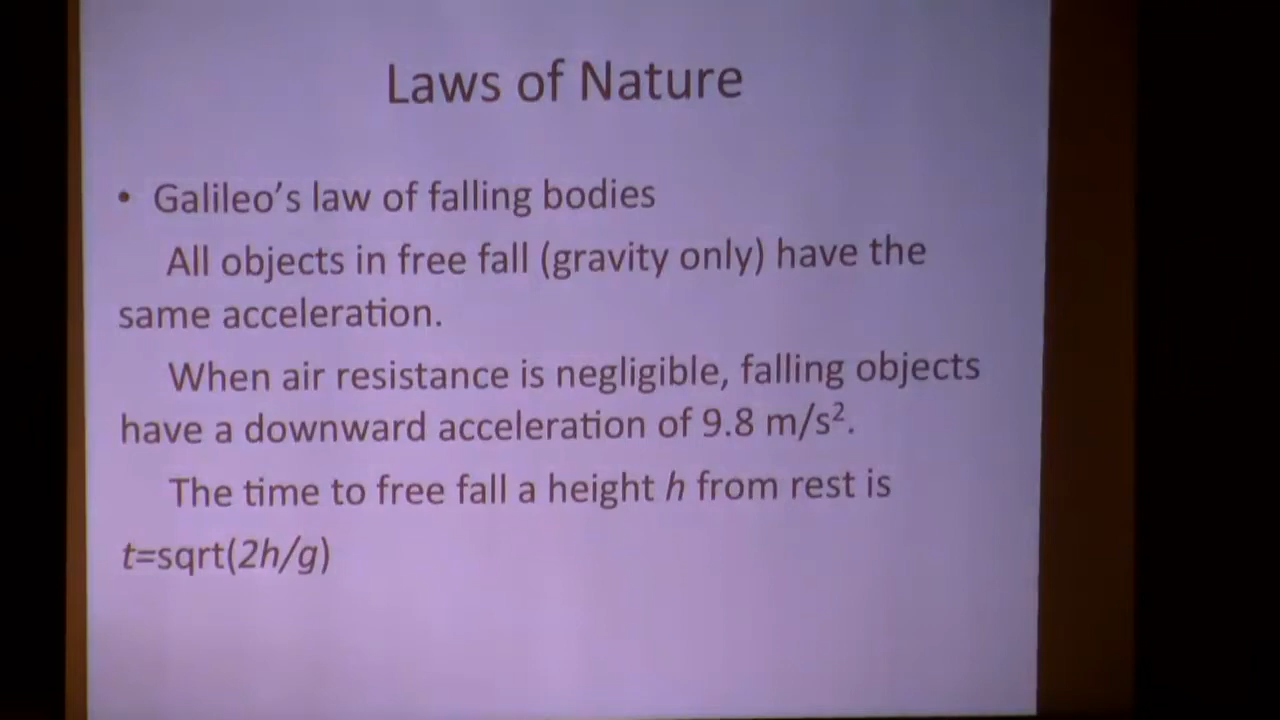 Laws of Nature
• Galileo's law of falling bodies
All objects in free fall (gravity only) have the
same acceleration.
When air resistance is negligible, falling objects
have a downward acceleration of 9.8 m/s².
The time to free fall a height h from rest is
t=sqrt(2h/g)